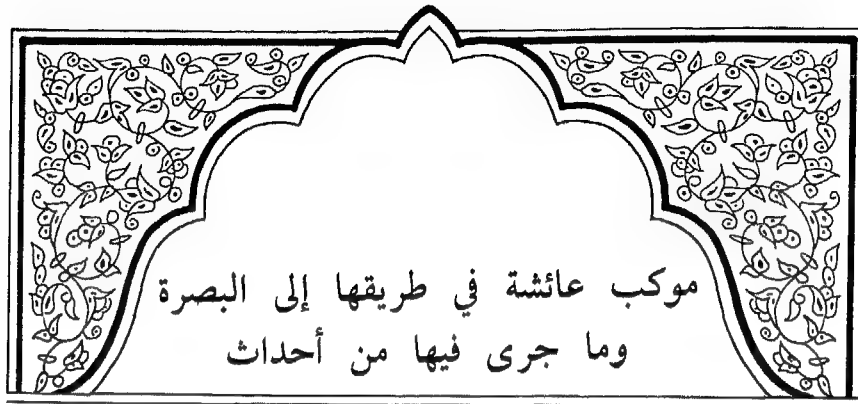 موكب عائشة في طريقها إلى البصرة
وما جرى فيها من أحداث